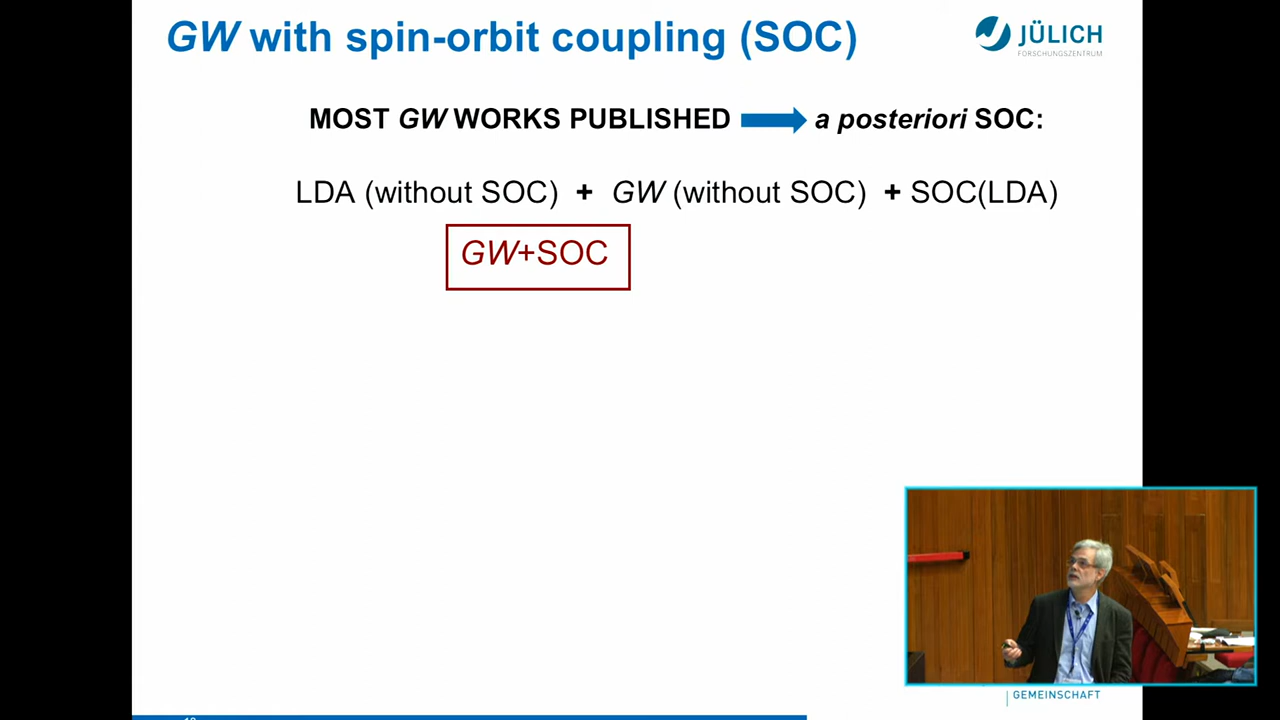 GW with spin-orbit coupling (SOC)
JÜLICH
FORSCHUNGSZENTRUM
MOST GW WORKS PUBLISHED a posteriori SOC:
LDA (without SOC) + GW (without SOC) + SOC(LDA)
GW+SOC
GEMEINSCHAFT